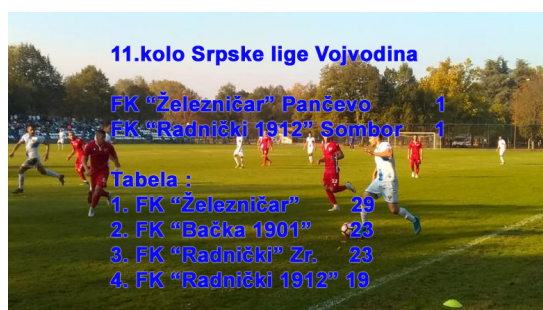 11.kolo Srpske lige Vojvodina
FK “Železničar” Pančevo 1
FK “Radnički 1912” Sombor 1
Tabela :
1. FK “Železničar” 29
2. FK “Bačka 1901” 23
3. FK “Radnički” Zr. 23
4. FK “Radnički 1912” 19